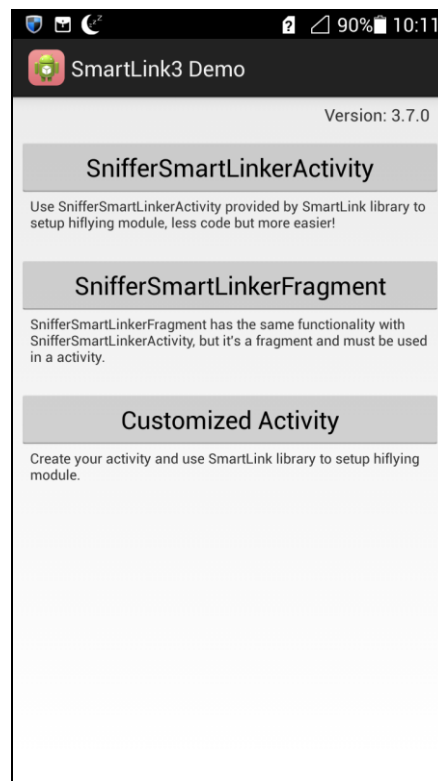 90% 10:11
SmartLink3 Demo
Version: 3.7.0
SnifferSmartLinkerActivity
Use SnifferSmartLinkerActivity provided by SmartLink library to
setup hiflying module, less code but more easier!
SnifferSmartLinkerFragment
SnifferSmartLinkerFragment has the same functionality with
SnifferSmartLinkerActivity, but it's a fragment and must be used
in a activity.
Customized Activity
Create your activity and use SmartLink library to setup hiflying
module.